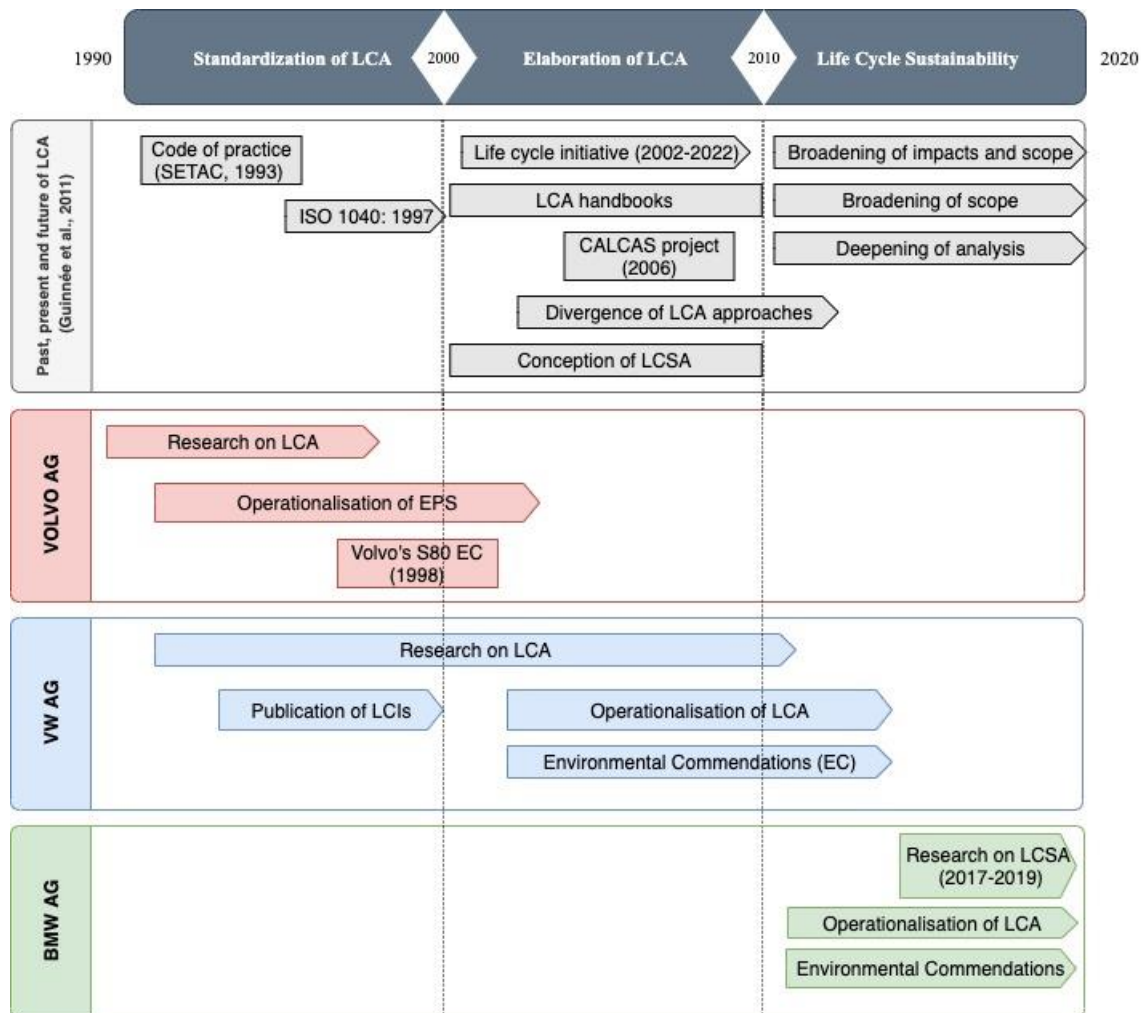 1990
Standardization of LCA
2000
Elaboration of LCA
2010
Life Cycle Sustainability
2020
Past, present and future of LCA
(Guinnée et al., 2011)
Code of practice
(SETAC, 1993)
ISO 1040: 1997
Life cycle initiative (2002-2022)
LCA handbooks
CALCAS project
(2006)
Divergence of LCA approaches
Conception of LCSA
Broadening of impacts and scope
Broadening of scope
Deepening of analysis
VOLVO AG
Research on LCA
Operationalisation of EPS
Volvo's S80 EC
(1998)
VW AG
Research on LCA
Publication of LCIs
Operationalisation of LCA
Environmental Commendations (EC)
BMW AG
Research on LCSA
(2017-2019)
Operationalisation of LCA
Environmental Commendations